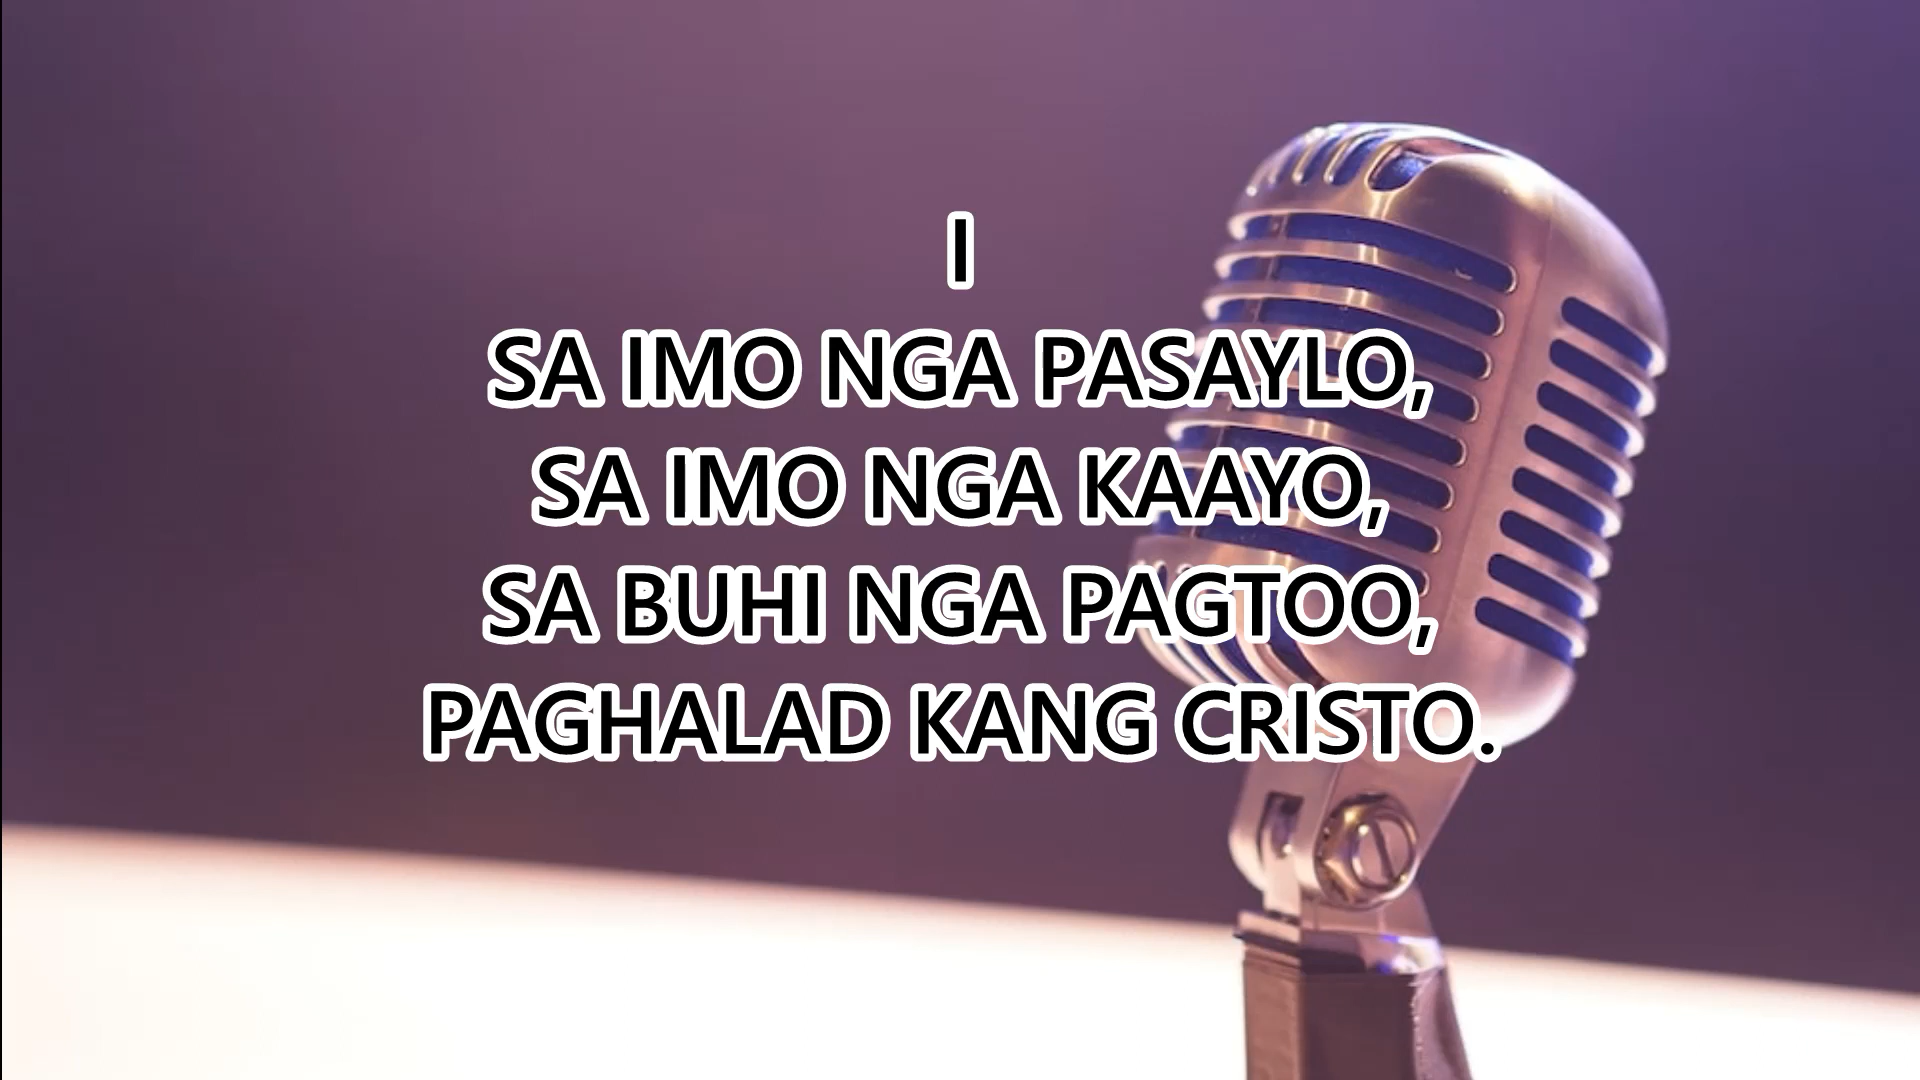 I
SA IMO NGA PASAYLO,
SA IMO NGA KAAYO,
SA BUHI NGA PAGTOO,
PAGHALAD KANG CRISTO.